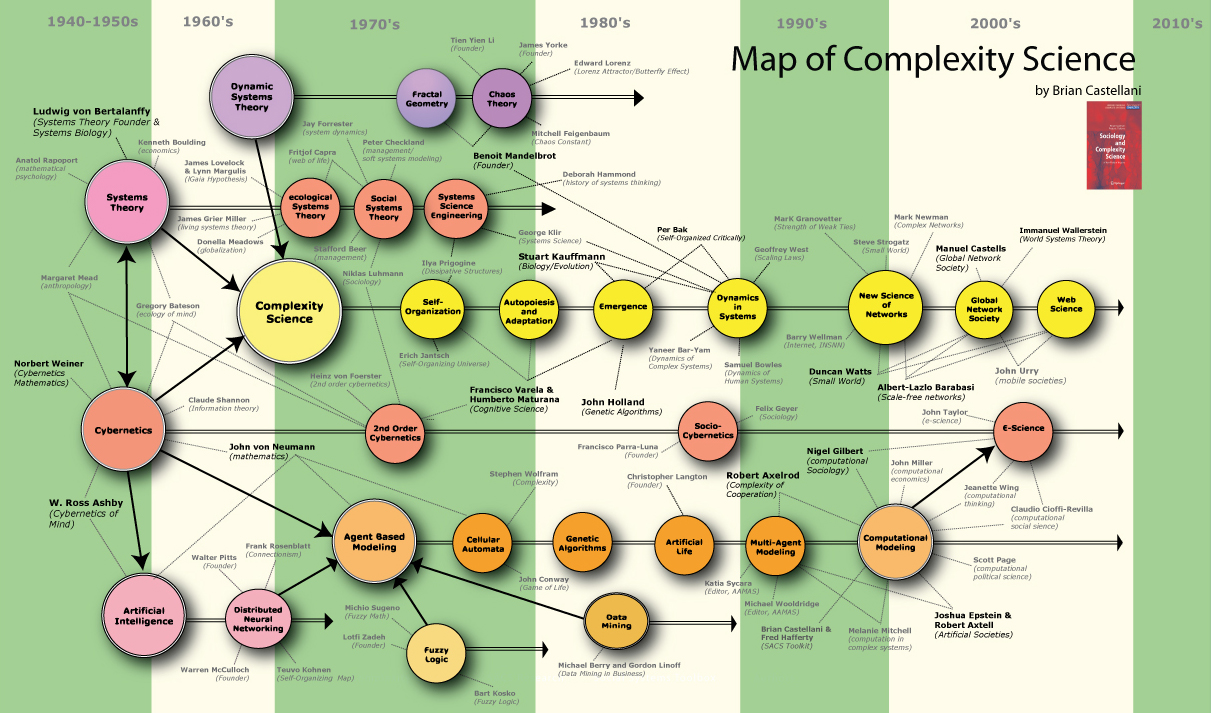 1940-1950s
1960's
1970's
1980's
1990's
2000's
2010's
Map of Complexity Science
by Brian Castellani
Sociology
and
Complexity
Science
Dynamic
Systems
Theory
Fractal
Geometry
Chaos
Theory
Tien Yien Li
(Founder)
James Yorke
(Founder)
Edward Lorenz
(Lorenz Attractor/Butterfly Effect)
Mitchell Feigenbaum
(Chaos Constant)
Benoit Mandelbrot
(Founder)
Ludwig von Bertalanffy
(Systems Theory Founder &
Systems Biology)
Kenneth Boulding
(economics)
Anatol Rapoport
(mathematical
psychology)
James Lovelock
& Lynn Margulis
(IGaia Hypothesis)
Jay Forrester
(system dynamics)
Fritjof Capra
(web of life)
Peter Checkland
(management/
soft systems modeling)
Deborah Hammond
(history of systems thinking)
Systems
Theory
ecological
Systems
Theory
Social
Systems
Theory
Systems
Science
Engineering
James Grier Miller
(living systems theory)
Donella Meadows
(globalization)
Stafford Beer
(management)
Niklas Luhmann
(Sociology)
Ilya Prigogine
(Dissipative Structures)
George Klir
(Systems Science)
Stuart Kauffmann
(Biology/Evolution)
Per Bak
(Self-Organized Critically)
Geoffrey West
(Scaling Laws)
MarK Granovetter
(Strength of Weak Ties)
Steve Strogatz
(Small World)
Mark Newman
(Complex Networks)
Manuel Castells
(Global Network
Society)
Immanuel Wallerstein
(World Systems Theory)
Margaret Mead
(anthropology)
Gregory Bateson
(ecology of mind)
Complexity
Science
Self-
Organization
Autopoiesis
and
Adaptation
Emergence
Dynamics
in
Systems
New Science
of
Networks
Global
Network
Society
Web
Science
Norbert Weiner
(Cybernetics
Mathematics)
Erich Jantsch
(Self-Organizing Universe)
Heinz von Foerster
(2nd order cybernetics)
Francisco Varela &
Humberto Maturana
(Cognitive Science)
John Holland
(Genetic Algorithms)
Yaneer Bar-Yam
(Dynamics of
Complex Systems)
Samuel Bowles
(Dynamics of
Human Systems)
Barry Wellman
(Internet, INSNN)
Duncan Watts
(Small World)
Albert-Lazlo Barabasi
(Scale-free networks)
John Urry
(mobile societies)
Claude Shannon
(Information theory)
Cybernetics
2nd Order
Cybernetics
Socio-
Cybernetics
Felix Geyer
(Sociology)
Francisco Parra-Luna
(Founder)
John Taylor
(e-science)
E-Science
John von Neumann
(mathematics)
W. Ross Ashby
(Cybernetics of
Mind)
Stephen Wolfram
(Complexity)
Christopher Langton
(Founder)
Robert Axelrod
(Complexity of
Cooperation)
Nigel Gilbert
(computational
Sociology)
John Miller
(computational
economics)
Jeanette Wing
(computational
thinking)
Claudio Cioffi-Revilla
(computational
social sience)
Scott Page
(computational
political science)
Agent Based
Modeling
Cellular
Automata
Genetic
Algorithms
Artificial
Life
Multi-Agent
Modeling
Computational
Modeling
Frank Rosenblatt
(Connectionism)
Walter Pitts
(Founder)
John Conway
(Game of Life)
Katia Sycara
(Editor, AAMAS)
Michael Wooldridge
(Editor, AAMAS)
Brian Castellani &
Fred Hafferty
(SACS Toolkit)
Melanie Mitchell
(computation in
complex systems)
Joshua Epstein &
Robert Axtell
(Artificial Societies)
Artificial
Intelligence
Distributed
Neural
Networking
Michio Sugeno
(Fuzzy Math)
Lotfi Zadeh
(Founder)
Fuzzy
Logic
Data
Mining
Warren McCulloch
(Founder)
Teuvo Kohnen
(Self-Organizing Map)
Michael Berry and Gordon Linoff
(Data Mining in Business)
Bart Kosko
(Fuzzy Logic)